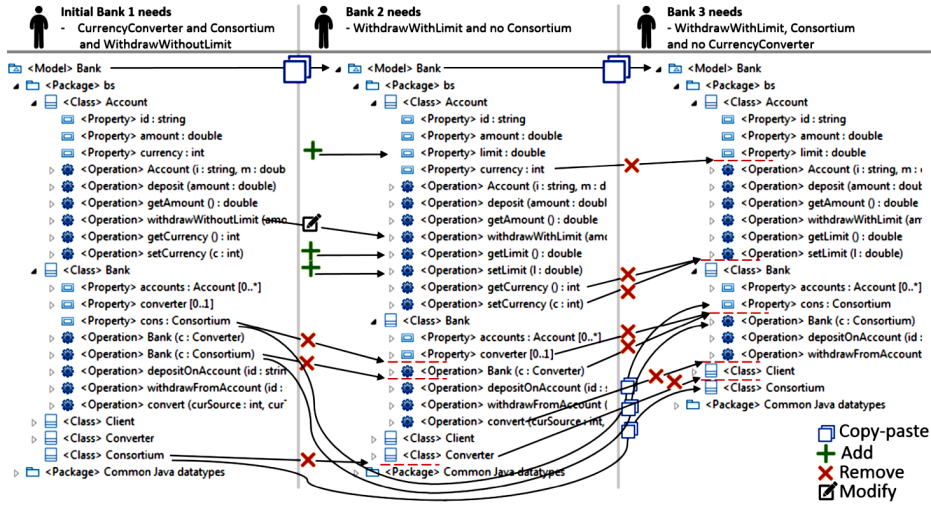 Initial Bank 1 needs
- CurrencyConverter and Consortium
and WithdrawWithoutLimit
<Model> Bank
<Package> bs
<Class> Account
<Property> id : string
<Property> amount : double
<Property> currency : int
<Operation> Account (i : string, m : doub
<Operation> deposit (amount : double)
<Operation> getAmount () : double
<Operation> withdrawWithoutLimit (amo
<Operation> getCurrency () : int
<Operation> setCurrency (c : int)
<Class> Bank
<Property> accounts : Account [0..*]
<Property> converter [0..1]
<Property> cons : Consortium
<Operation> Bank (c : Converter)
<Operation> Bank (c : Consortium)
<Operation> depositOnAccount (id : strin
<Operation> withdrawFromAccount (id :
<Operation> convert (curSource : int, cur
<Class> Client
<Class> Converter
<Class> Consortium
<Package> Common Java datatypes
Bank 2 needs
- WithdrawWithLimit and no Consortium
<Model> Bank
<Package> bs
<Class> Account
<Property> id : string
<Property> amount : double
<Property> limit : double
<Property> currency : int
<Operation> Account (i : string, m : d
<Operation> deposit (amount : doubl
<Operation> getAmount () : double
<Operation> withdrawWithLimit (amo
<Operation> getLimit () : double
<Operation> setLimit (l : double)
<Operation> getCurrency () : int
<Operation> setCurrency (c : int)
<Class> Bank
<Property> accounts : Account [0..*]
<Property> converter [0..1]
<Operation> Bank (c : Converter)
<Operation> depositOnAccount (id : s
<Operation> withdrawFromAccount (
<Operation> convert (curSource : int,
<Class> Client
<Class> Converter
<Package> Common Java datatypes
Bank 3 needs
- WithdrawWithLimit, Consortium
and no CurrencyConverter
<Model> Bank
<Package> bs
<Class> Account
<Property> id : string
<Property> amount : double
<Property> limit : double
<Operation> Account (i : string, m :
<Operation> deposit (amount : doubl
<Operation> getAmount () : double
<Operation> withdrawWithLimit (am
<Operation> getLimit () : double
<Operation> setLimit (l : double)
<Class> Bank
<Property> accounts : Account [0..*]
<Property> cons : Consortium
<Operation> Bank (c : Consortium)
<Operation> depositOnAccount (id :
<Operation> withdrawFromAccount
<Class> Client
<Class> Consortium
<Package> Common Java datatypes
Copy-paste
Add
Remove
Modify